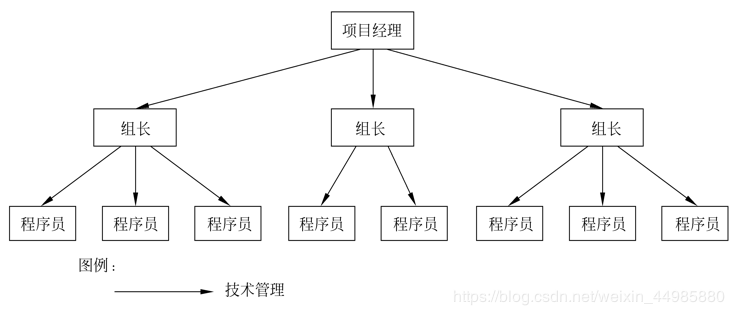 项目经理
组长 组长 组长
程序员 程序员 程序员 程序员 程序员 程序员 程序员 程序员
图例：
技术管理
https://blog.csdn.net/weixin_44985880